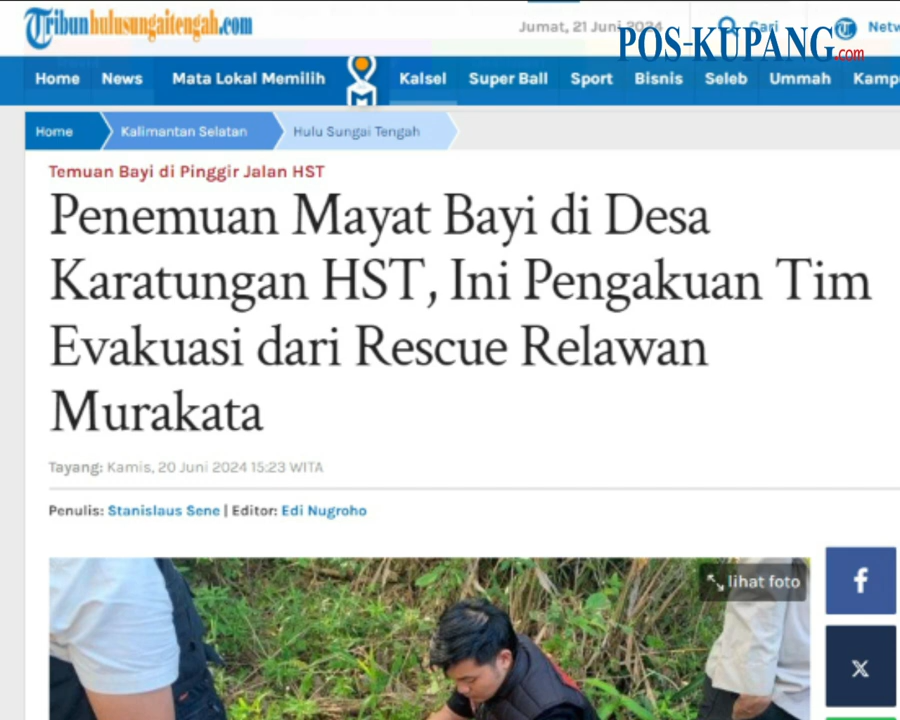 Tribunhulusungaitengah.com
Jumat, 21 Juni 2024
Cari
POS-KUPANG.com
Home News Mata Lokal Memilih Kalsel Super Ball Sport Bisnis Seleb Ummah
Home Kalimantan Selatan Hulu Sungai Tengah
Temuan Bayi di Pinggir Jalan HST
Penemuan Mayat Bayi di Desa
Karatungan HST, Ini Pengakuan Tim
Evakuasi dari Rescue Relawan
Murakata
Tayang: Kamis, 20 Juni 2024 15:23 WITA
Penulis: Stanislaus Sene | Editor: Edi Nugroho
lihat foto